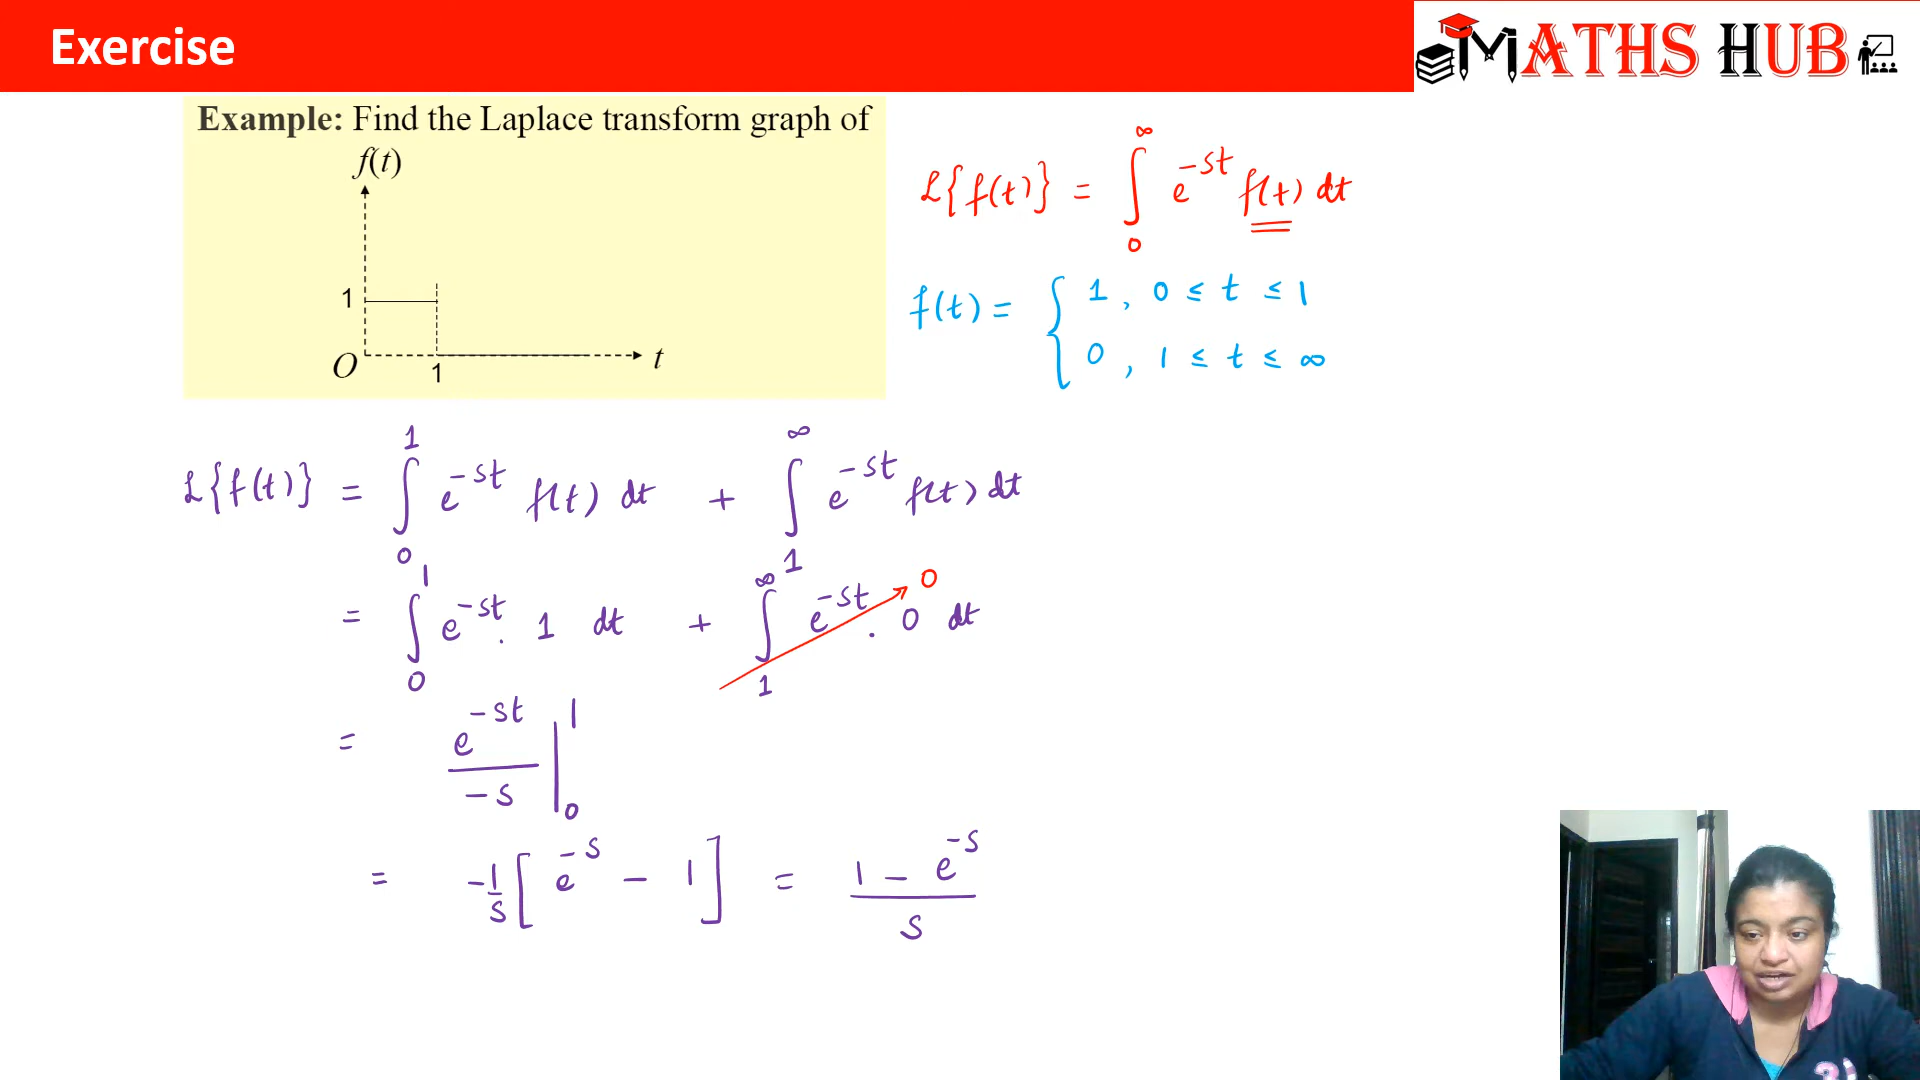 Exercise
MATHS HUB
Example: Find the Laplace transform graph of
f(t)
1
O
1
t
ℒ{f(t)} = ∫₀^∞ e^{-st} f(t) dt
f(t) = { 1 , 0 ≤ t ≤ 1
0 , 1 ≤ t ≤ ∞
ℒ{f(t)} = ∫₀^1 e^{-st} f(t) dt + ∫₁^∞ e^{-st} f(t) dt
= ∫₀^1 e^{-st} . 1 dt + ∫₁^∞ e^{-st} . 0 dt → 0
= e^{-st}/-s |₀^1
= -1/s [ e^{-s} - 1 ] = (1 - e^{-s})/s